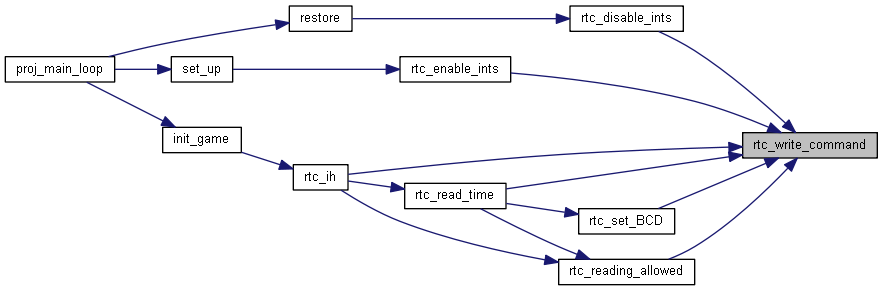 restore
rtc_disable_ints
proj_main_loop
set_up
rtc_enable_ints
init_game
rtc_write_command
rtc_ih
rtc_read_time
rtc_set_BCD
rtc_reading_allowed